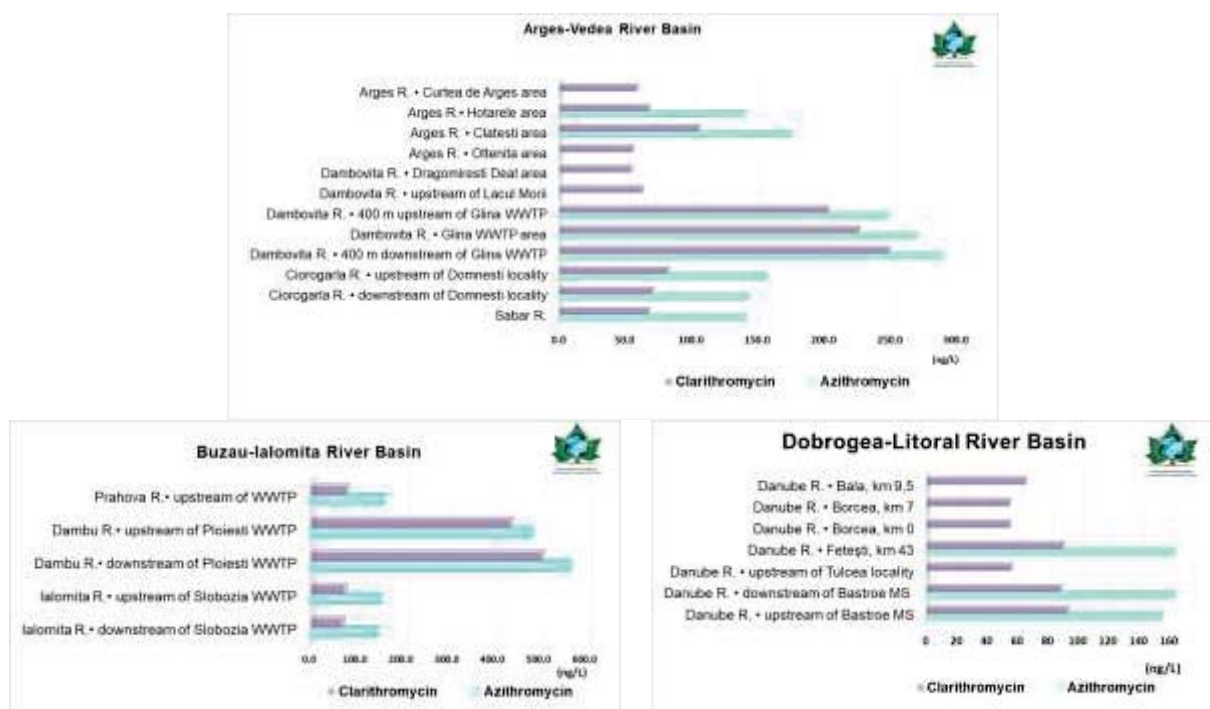 Arges-Vedea River Basin
Arges R. • Curtea de Arges area
Arges R.• Hotarele area
Arges R. • Clatesti area
Arges R. • Oltenita area
Dambovita R. • Dragomiresti Deal area
Dambovita R. • upstream of Lacul Morii
Dambovita R. • 400 m upstream of Glina WWTP
Dambovita R. • Glina WWTP area
Dambovita R. • 400 m downstream of Glina WWTP
Ciorogarla R. • upstream of Domnesti locality
Ciorogarla R. • downstream of Domnesti locality
Sabar R.
0.0 50.0 100.0 150.0 200.0 250.0 300.0
(ng/L)
Clarithromycin Azithromycin
Buzau-Ialomita River Basin
Prahova R.• upstream of WWTP
Dambu R.• upstream of Ploiesti WWTP
Dambu R.• downstream of Ploiesti WWTP
Ialomita R.• upstream of Slobozia WWTP
Ialomita R.• downstream of Slobozia WWTP
0.0 100.0 200.0 300.0 400.0 500.0 600.0
(ng/L)
Clarithromycin Azithromycin
Dobrogea-Litoral River Basin
Danube R. • Bala, km 9,5
Danube R. • Borcea, km 7
Danube R. • Borcea, km 0
Danube R. • Feteşti, km 43
Danube R. • upstream of Tulcea locality
Danube R. • downstream of Bastroe MS
Danube R. • upstream of Bastroe MS
0 20 40 60 80 100 120 140 160
(ng/L)
Clarithromycin Azithromycin